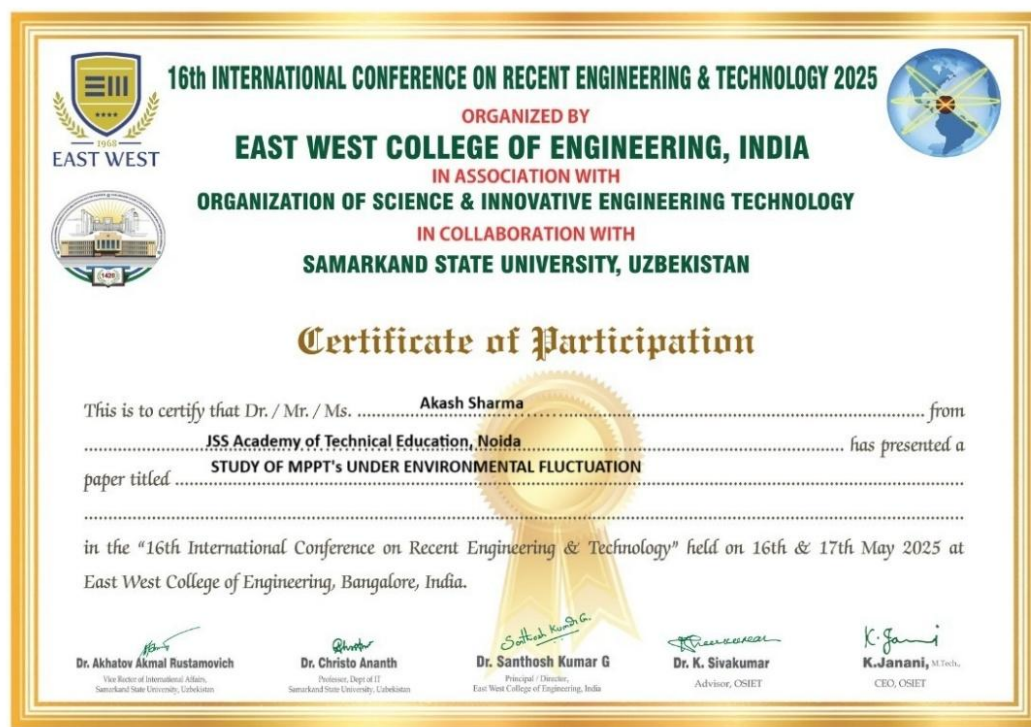 16th INTERNATIONAL CONFERENCE ON RECENT ENGINEERING & TECHNOLOGY 2025
ORGANIZED BY
EAST WEST COLLEGE OF ENGINEERING, INDIA
IN ASSOCIATION WITH
ORGANIZATION OF SCIENCE & INNOVATIVE ENGINEERING TECHNOLOGY
IN COLLABORATION WITH
SAMARKAND STATE UNIVERSITY, UZBEKISTAN
1968
EAST WEST
1420
Certificate of Participation
This is to certify that Dr. / Mr. / Ms. Akash Sharma from
JSS Academy of Technical Education, Noida has presented a
paper titled STUDY OF MPPT's UNDER ENVIRONMENTAL FLUCTUATION
in the "16th International Conference on Recent Engineering & Technology" held on 16th & 17th May 2025 at
East West College of Engineering, Bangalore, India.
Santhosh Kumar G.
K. Jani
Dr. Akhatov Akmal Rustamovich
Vice Rector of International Affairs,
Samarkand State University, Uzbekistan
Dr. Christo Ananth
Professor, Dept of IT
Samarkand State University, Uzbekistan
Dr. Santhosh Kumar G
Principal / Director,
East West College of Engineering, India
Dr. K. Sivakumar
Advisor, OSIET
K.Janani, M.Tech.,
CEO, OSIET